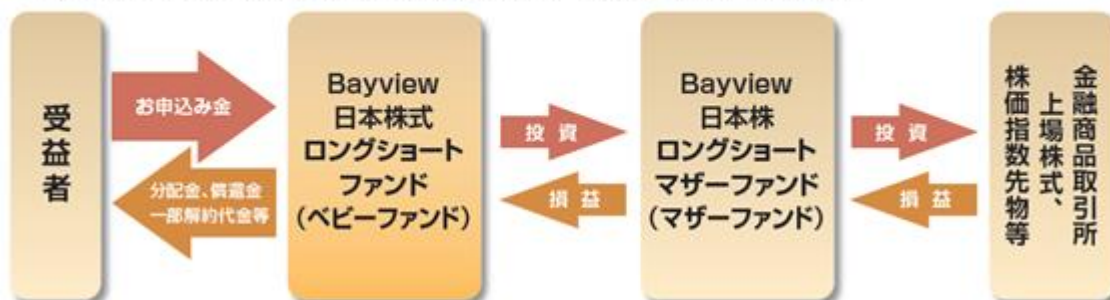 受益者
お申込み金
分配金、償還金
一部解約代金等
Bayview
日本株式
ロングショート
ファンド
(ベビーファンド)
投資
損益
Bayview
日本株
ロングショート
マザーファンド
(マザーファンド)
投資
損益
金融商品取引所
上場株式、
株価指数先物等